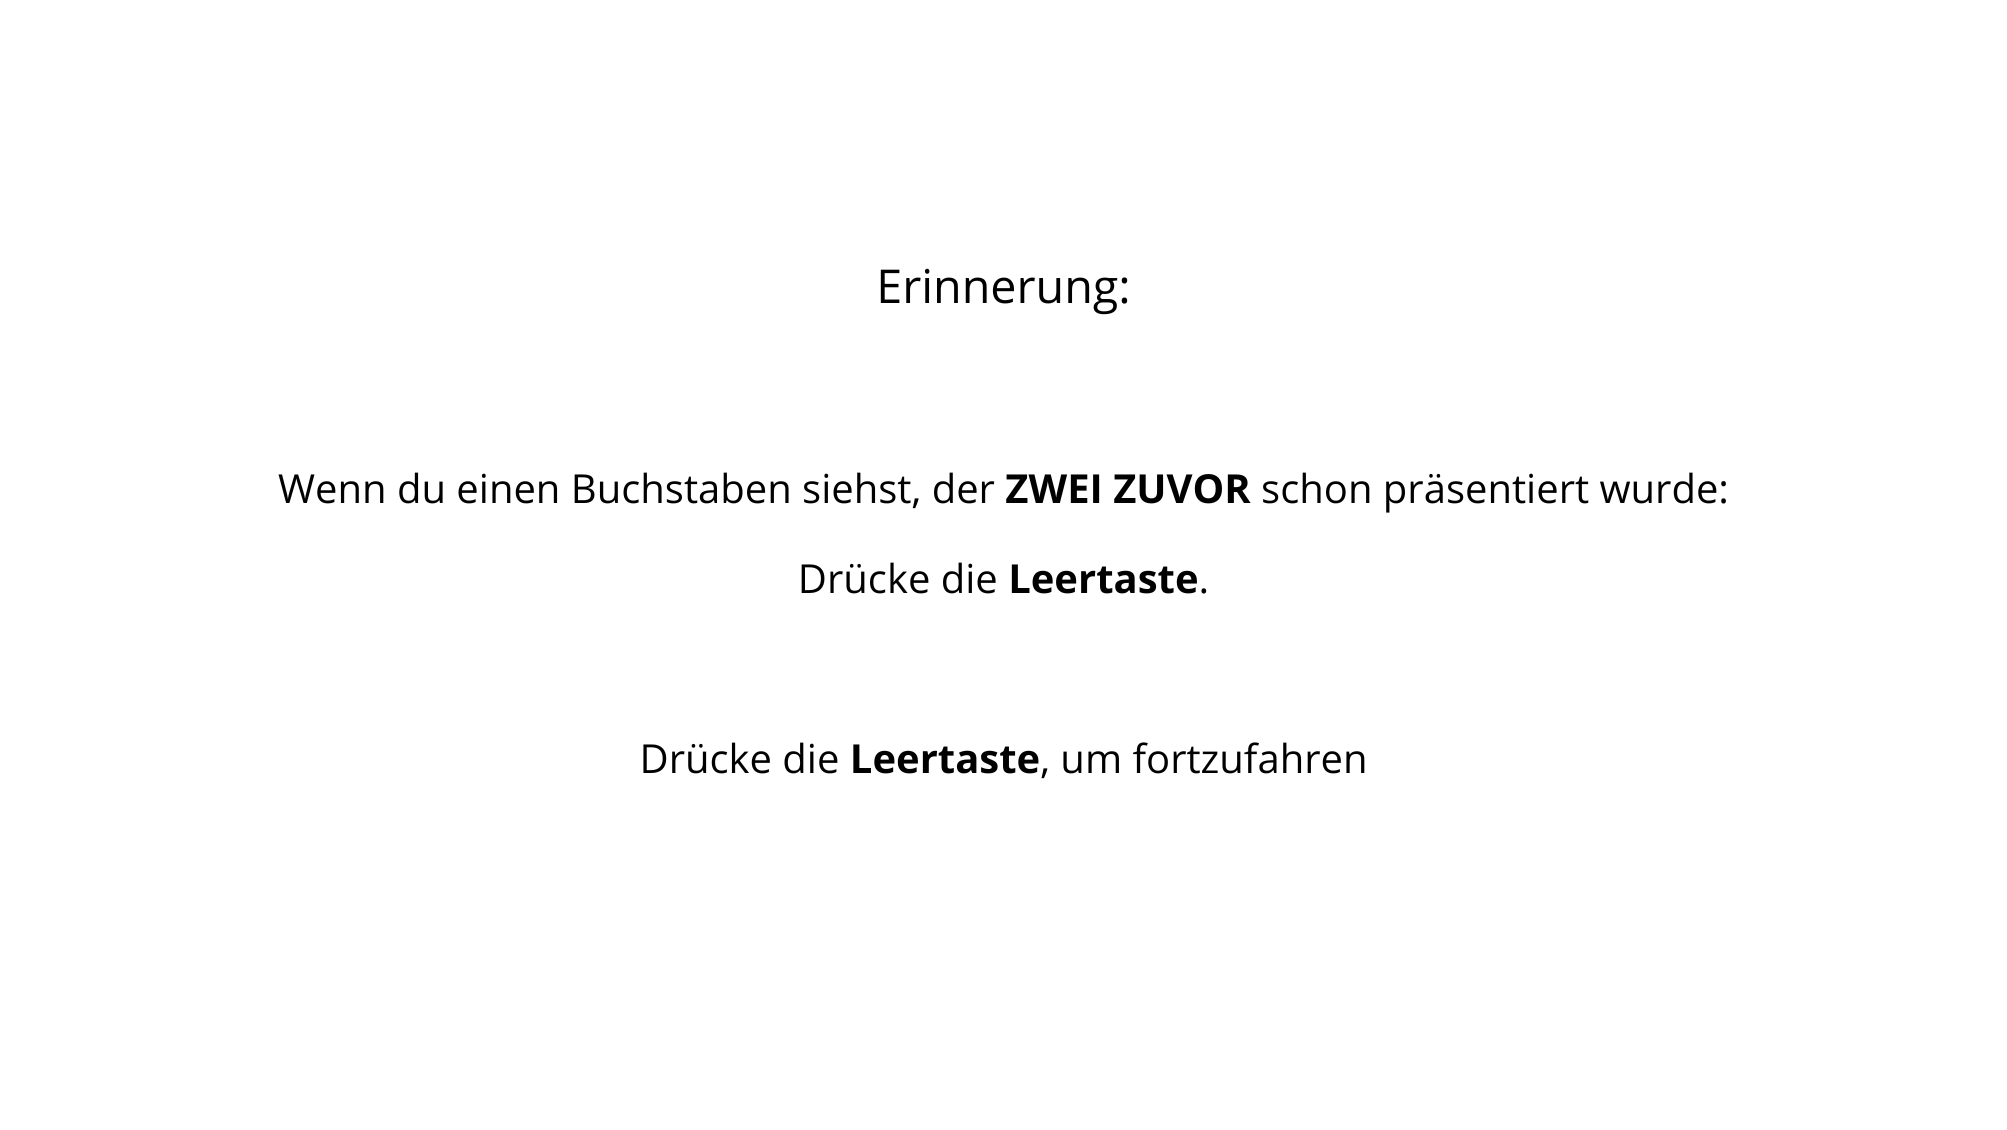 Erinnerung:
Wenn du einen Buchstaben siehst, der ZWEI ZUVOR schon präsentiert wurde:
Drücke die Leertaste.
Drücke die Leertaste, um fortzufahren